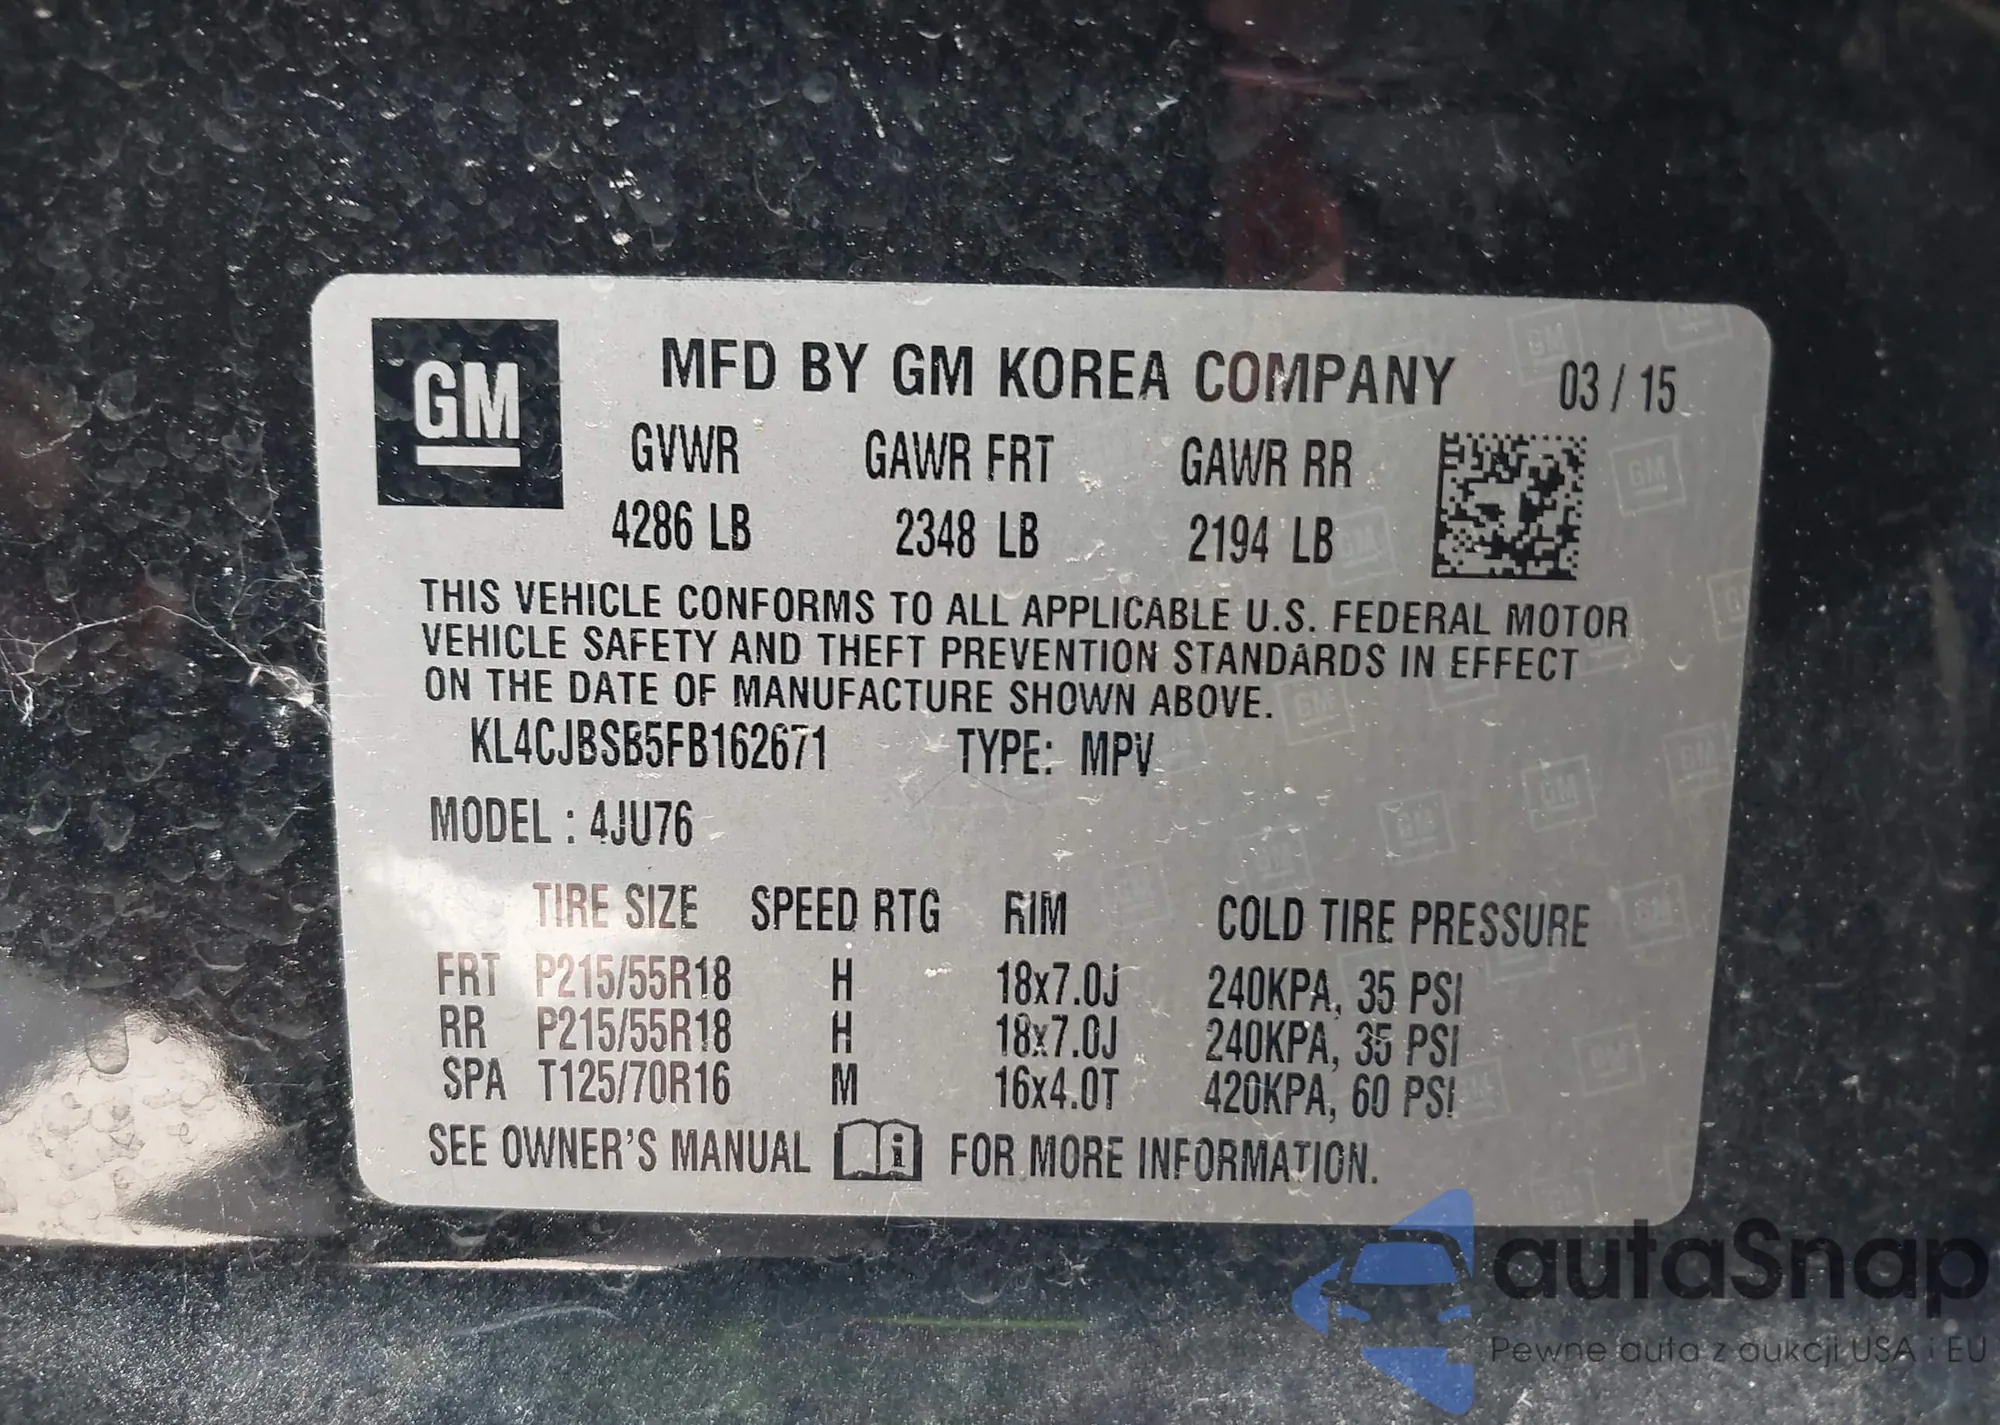 GM
MFD BY GM KOREA COMPANY 03 / 15
GVWR GAWR FRT GAWR RR
4286 LB 2348 LB 2194 LB
THIS VEHICLE CONFORMS TO ALL APPLICABLE U.S. FEDERAL MOTOR
VEHICLE SAFETY AND THEFT PREVENTION STANDARDS IN EFFECT
ON THE DATE OF MANUFACTURE SHOWN ABOVE.
KL4CJBSB5FB162671 TYPE: MPV
MODEL : 4JU76
TIRE SIZE SPEED RTG RIM COLD TIRE PRESSURE
FRT P215/55R18 H 18x7.0J 240KPA, 35 PSI
RR P215/55R18 H 18x7.0J 240KPA, 35 PSI
SPA T125/70R16 M 16x4.0T 420KPA, 60 PSI
SEE OWNER'S MANUAL i FOR MORE INFORMATION.
autaSnap
Pewne auta z aukcji USA i EU